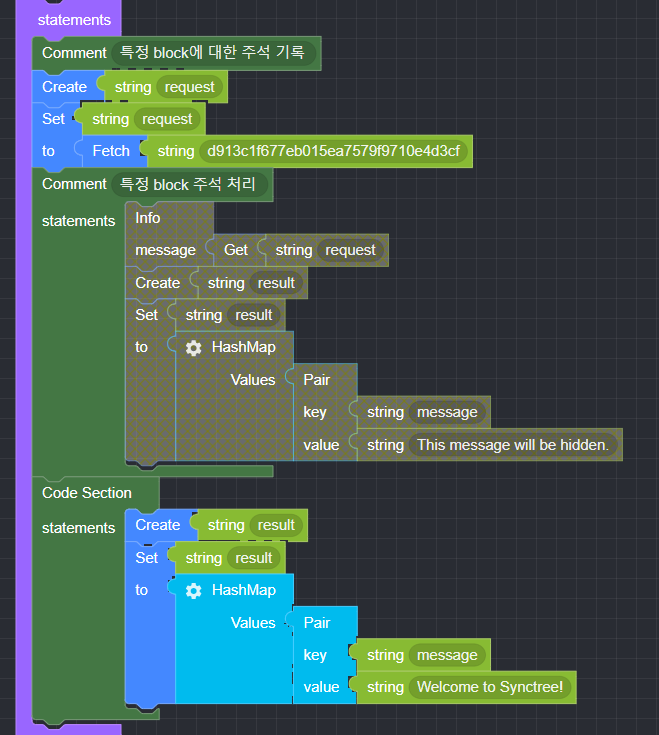 statements
Comment 특정 block에 대한 주석 기록
Create string request
Set string request
to Fetch string d913c1f677eb015ea7579f9710e4d3cf
Comment 특정 block 주석 처리
statements Info
message Get string request
Create string result
Set string result
to HashMap
Values Pair
key string message
value string This message will be hidden.
Code Section
statements Create string result
Set string result
to HashMap
Values Pair
key string message
value string Welcome to Synctree!